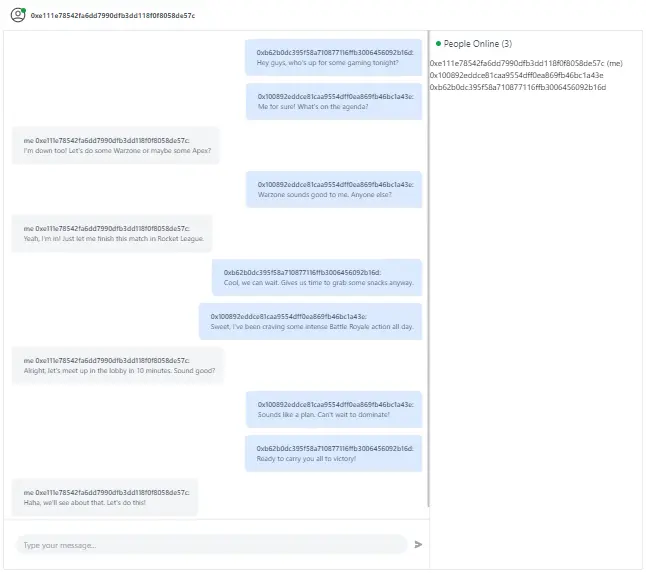 0xe111e78542fa6dd7990dfb3dd118f0f8058de57c
0xb62b0dc395f58a710877116ffb3006456092b16d:
Hey guys, who's up for some gaming tonight?
0x100892eddce81caa9554dff0ea869fb46bc1a43e:
Me for sure! What's on the agenda?
me 0xe111e78542fa6dd7990dfb3dd118f0f8058de57c:
I'm down too! Let's do some Warzone or maybe some Apex?
0x100892eddce81caa9554dff0ea869fb46bc1a43e:
Warzone sounds good to me. Anyone else?
me 0xe111e78542fa6dd7990dfb3dd118f0f8058de57c:
Yeah, I'm in! Just let me finish this match in Rocket League.
0xb62b0dc395f58a710877116ffb3006456092b16d:
Cool, we can wait. Gives us time to grab some snacks anyway.
0x100892eddce81caa9554dff0ea869fb46bc1a43e:
Sweet, I've been craving some intense Battle Royale action all day.
me 0xe111e78542fa6dd7990dfb3dd118f0f8058de57c:
Alright, let's meet up in the lobby in 10 minutes. Sound good?
0x100892eddce81caa9554dff0ea869fb46bc1a43e:
Sounds like a plan. Can't wait to dominate!
0xb62b0dc395f58a710877116ffb3006456092b16d:
Ready to carry you all to victory!
me 0xe111e78542fa6dd7990dfb3dd118f0f8058de57c:
Haha, we'll see about that. Let's do this!
Type your message...
People Online (3)
0xe111e78542fa6dd7990dfb3dd118f0f8058de57c (me)
0x100892eddce81caa9554dff0ea869fb46bc1a43e
0xb62b0dc395f58a710877116ffb3006456092b16d